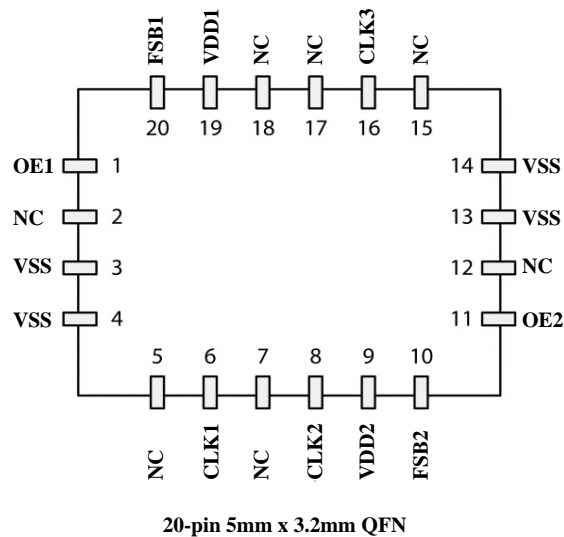 FSB1 VDD1 NC NC CLK3 NC
20 19 18 17 16 15
OE1 1 14 VSS
NC 2 13 VSS
VSS 3 12 NC
VSS 4 11 OE2
5 6 7 8 9 10
NC CLK1 NC CLK2 VDD2 FSB2
20-pin 5mm x 3.2mm QFN